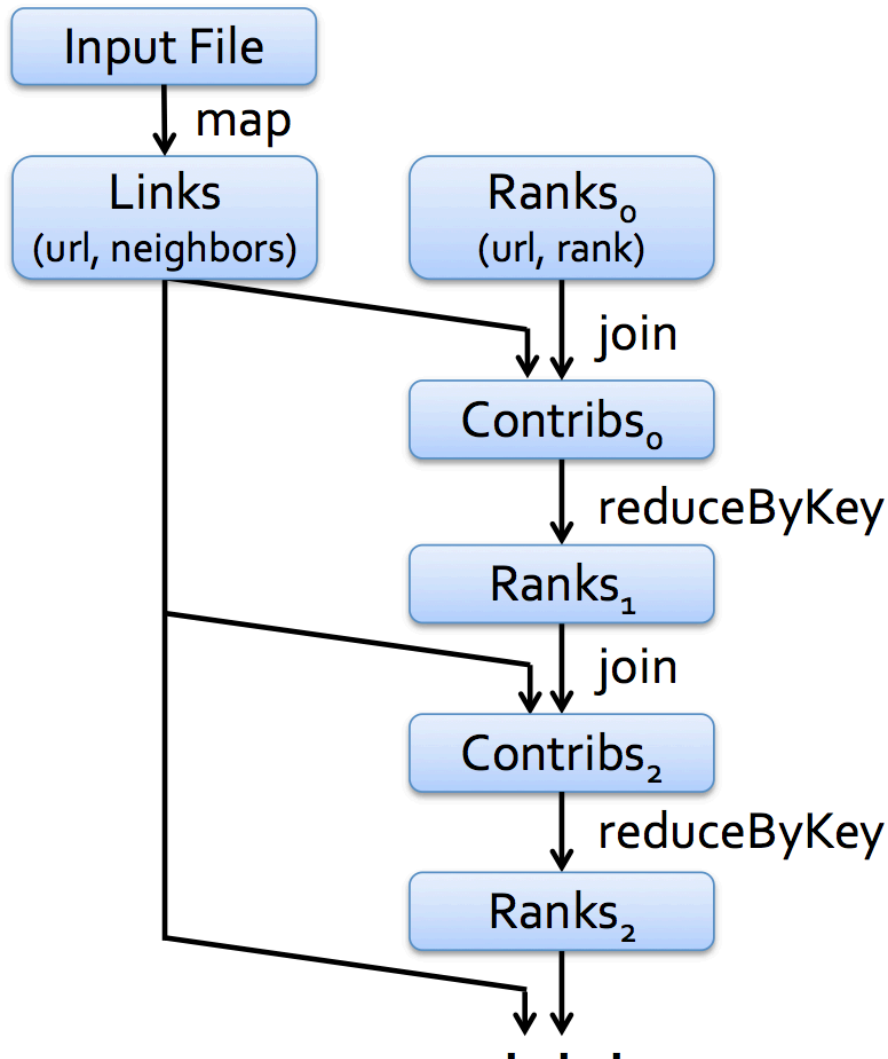 Input File
map
Links
(url, neighbors)
Ranks₀
(url, rank)
join
Contribs₀
reduceByKey
Ranks₁
join
Contribs₂
reduceByKey
Ranks₂